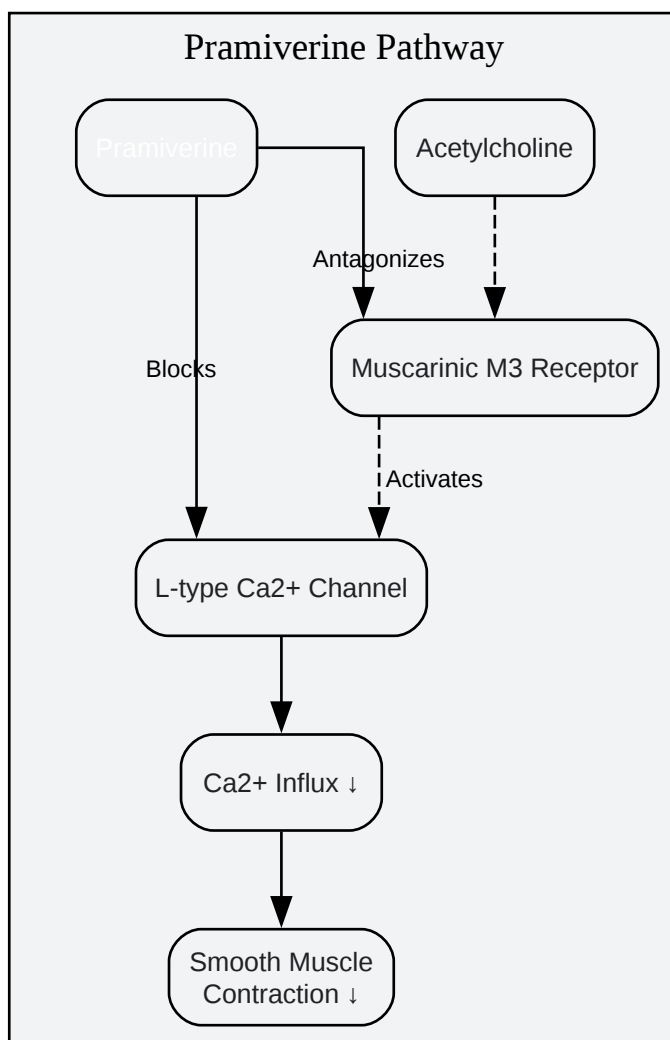 Pramiverine Pathway
Pramiverine
Acetylcholine
Antagonizes
Blocks
Muscarinic M3 Receptor
Activates
L-type Ca2+ Channel
Ca2+ Influx ↓
Smooth Muscle
Contraction ↓